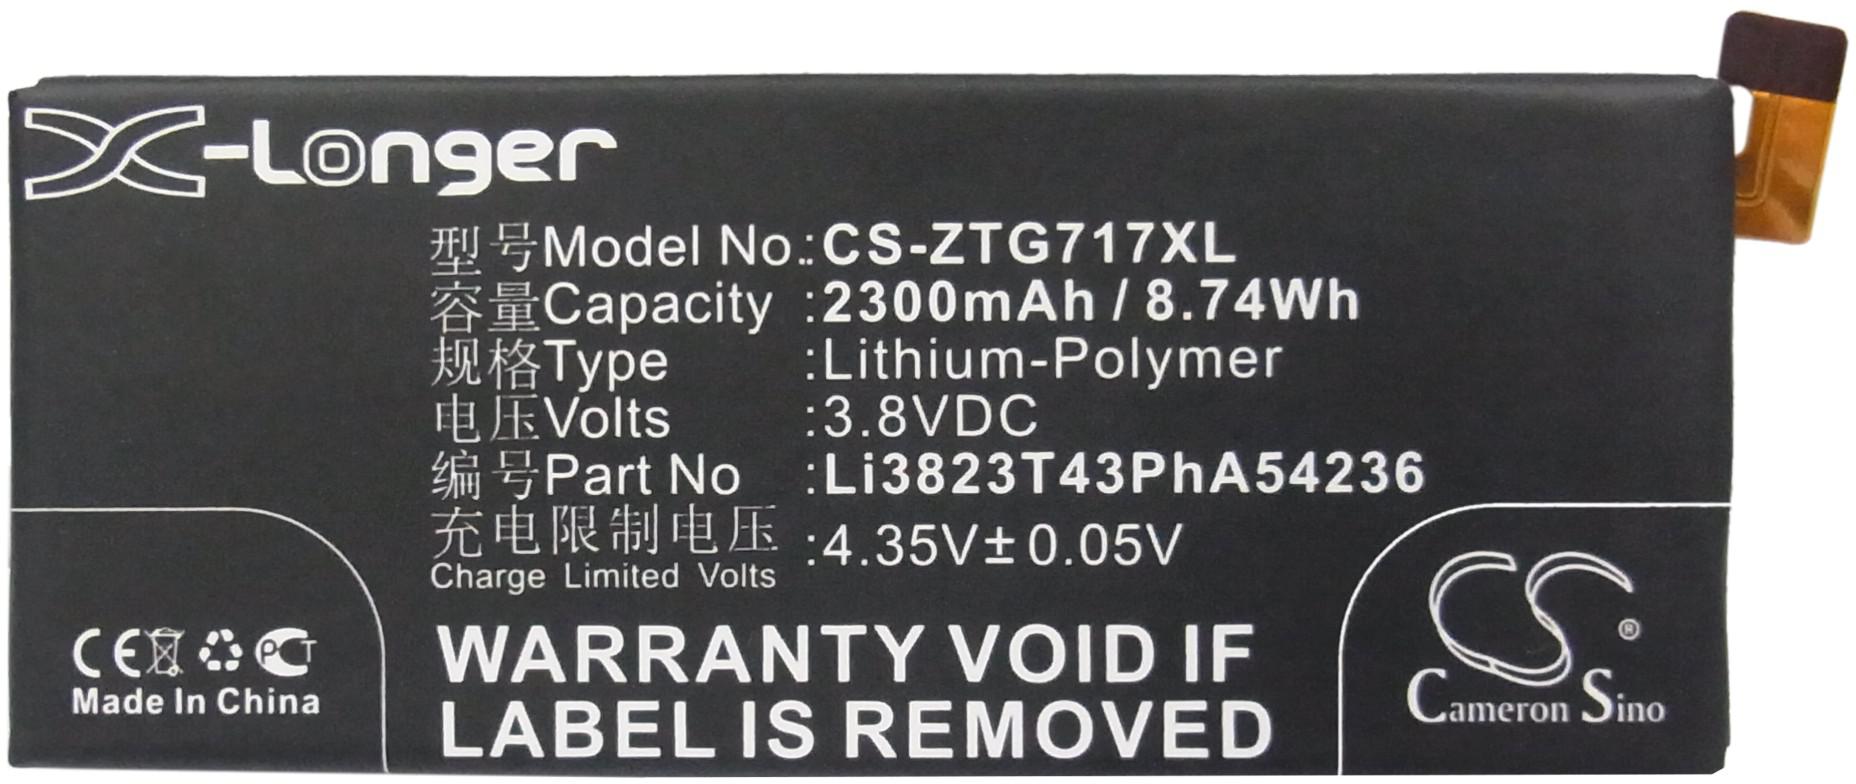 X-Longer
型号Model No.:CS-ZTG717XL
容量Capacity :2300mAh / 8.74Wh
规格Type :Lithium-Polymer
电压Volts :3.8VDC
编号Part No :Li3823T43PhA54236
充电限制电压 :4.35V±0.05V
Charge Limited Volts
WARRANTY VOID IF
LABEL IS REMOVED
CE PCT
Made In China
CS ®
Cameron Sino